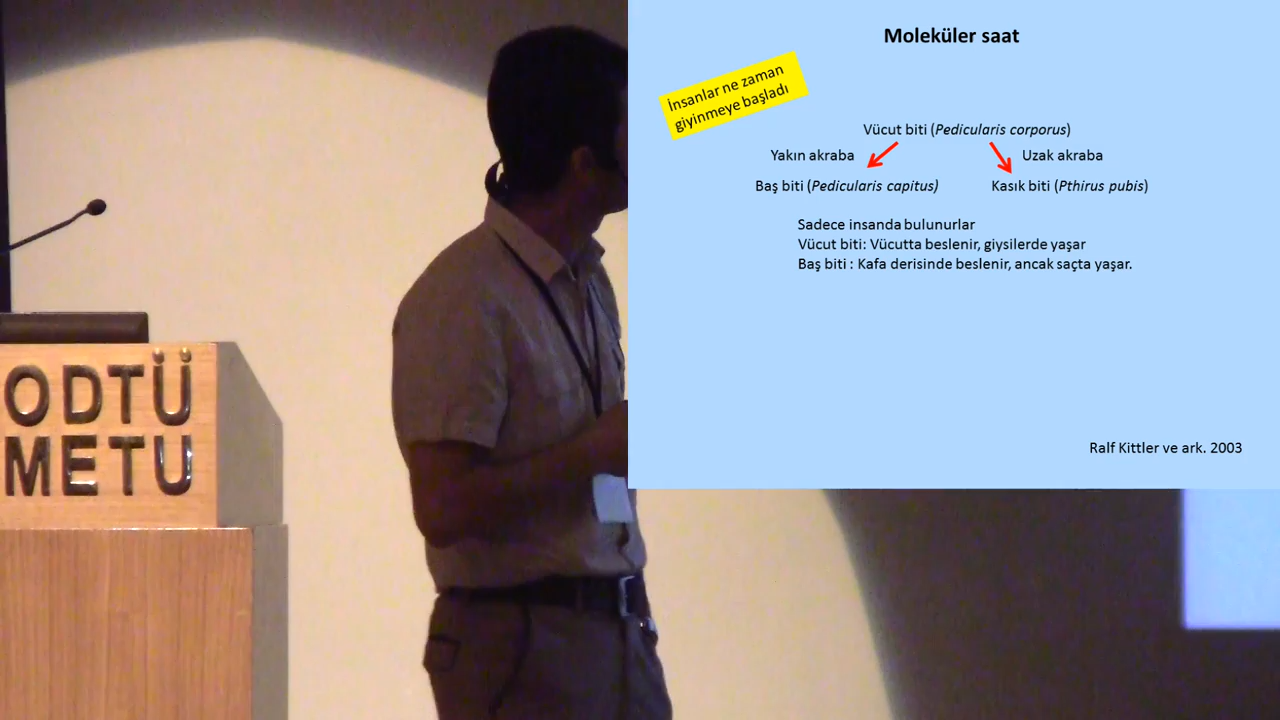 ODTÜ
METU
Moleküler saat
İnsanlar ne zaman
giyinmeye başladı
Vücut biti (Pedicularis corporus)
Yakın akraba
Uzak akraba
Baş biti (Pedicularis capitus)
Kasık biti (Pthirus pubis)
Sadece insanda bulunurlar
Vücut biti: Vücutta beslenir, giysilerde yaşar
Baş biti : Kafa derisinde beslenir, ancak saçta yaşar.
Ralf Kittler ve ark. 2003